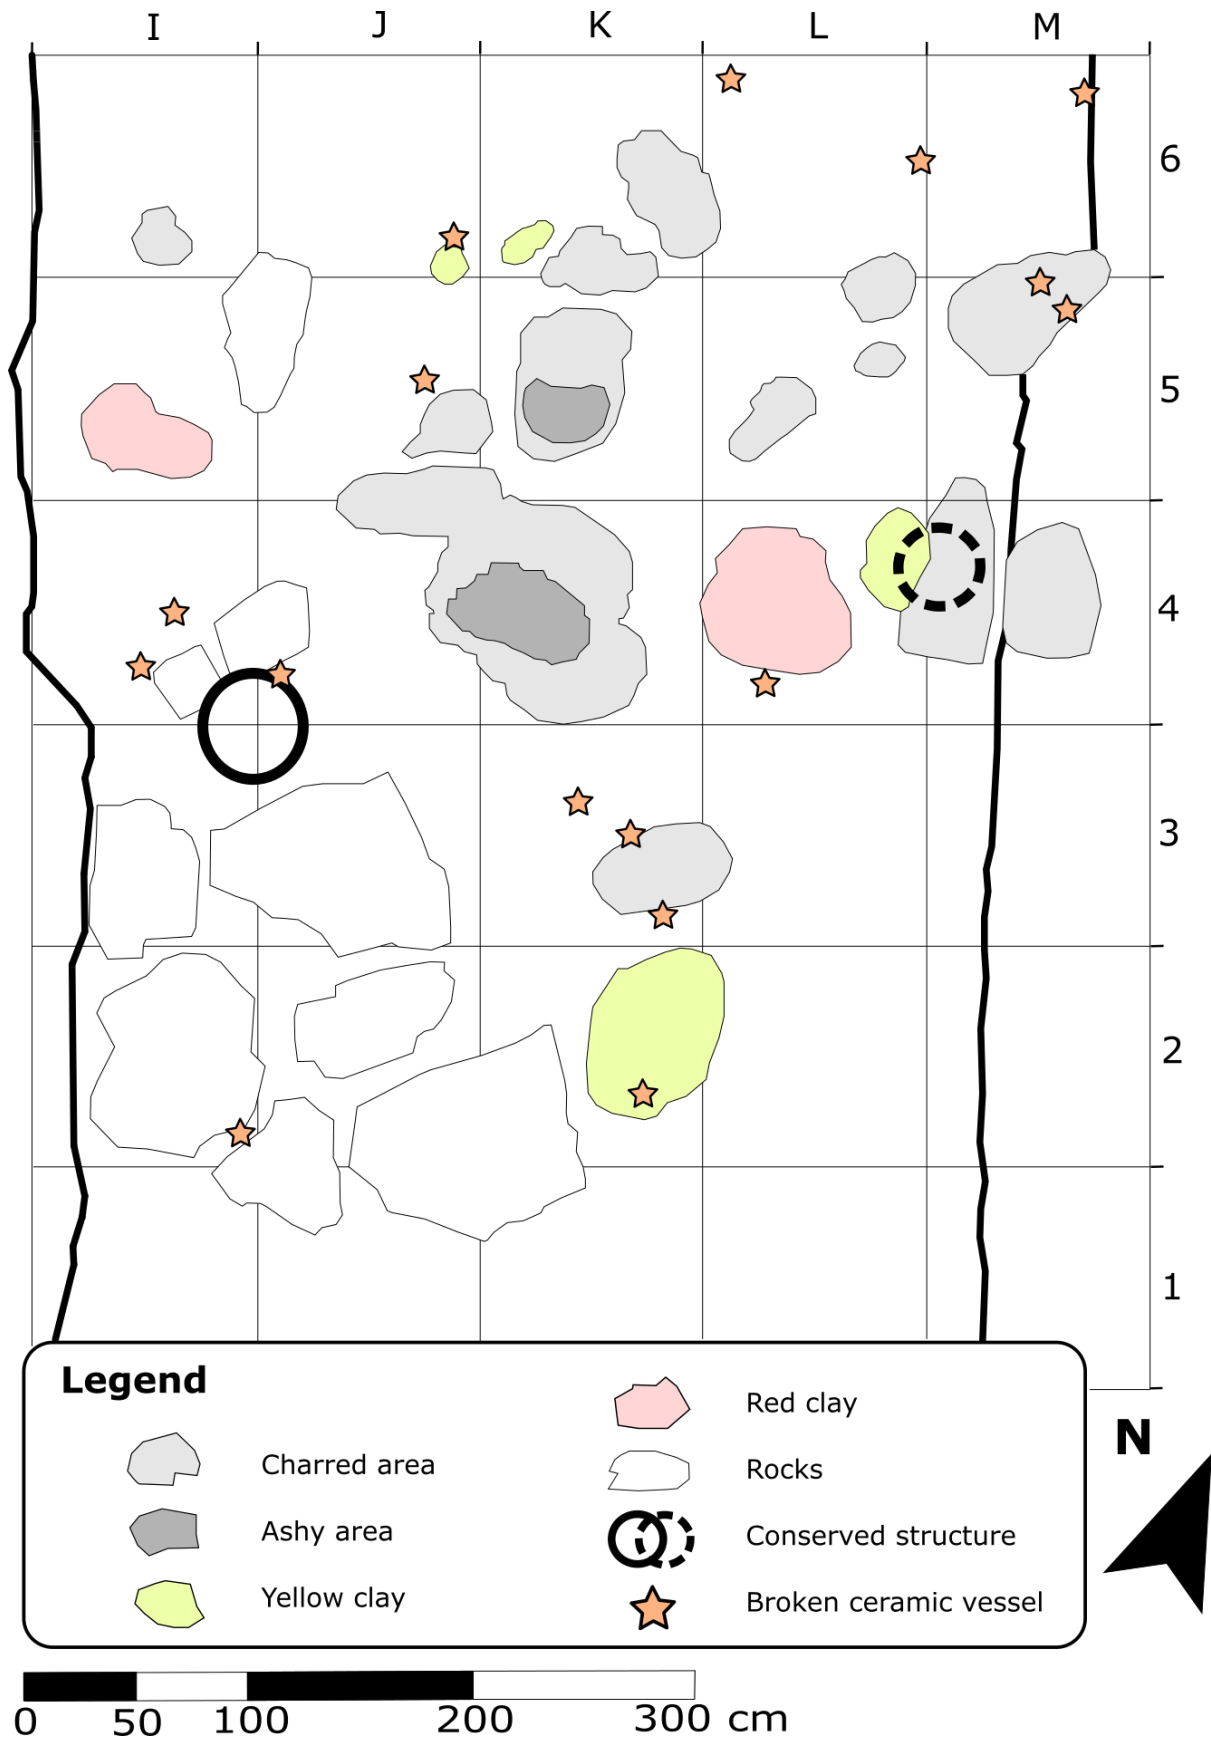 I J K L M
6
5
4
3
2
1
Legend
Charred area
Ashy area
Yellow clay
Red clay
Rocks
Conserved structure
Broken ceramic vessel
N
0 50 100 200 300 cm